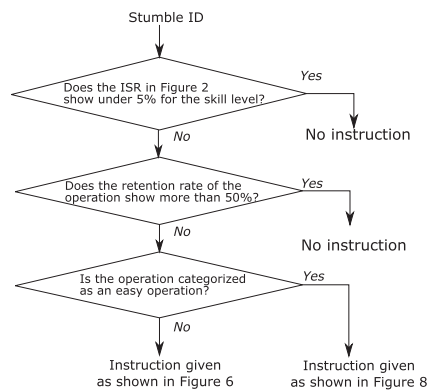 Stumble ID
Does the ISR in Figure 2
show under 5% for the skill level?
Yes
No instruction
No
Does the retention rate of the
operation show more than 50%?
Yes
No instruction
No
Is the operation categorized
as an easy operation?
Yes
No
Instruction given
as shown in Figure 6
Instruction given
as shown in Figure 8